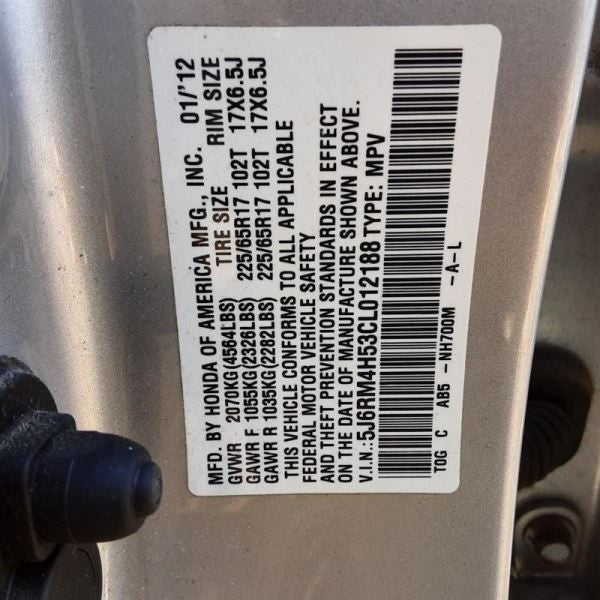 MFD. BY HONDA OF AMERICA MFG., INC. 01/'12
TIRE SIZE RIM SIZE
GVWR 2070KG(4564LBS)
GAWR F 1055KG(2326LBS) 225/65R17 102T 17X6.5J
GAWR R 1035KG(2282LBS) 225/65R17 102T 17X6.5J
THIS VEHICLE CONFORMS TO ALL APPLICABLE
FEDERAL MOTOR VEHICLE SAFETY
AND THEFT PREVENTION STANDARDS IN EFFECT
ON THE DATE OF MANUFACTURE SHOWN ABOVE.
V.I.N.:5J6RM4H53CL012188 TYPE: MPV
TOG C AB5 -NH700M -A-L